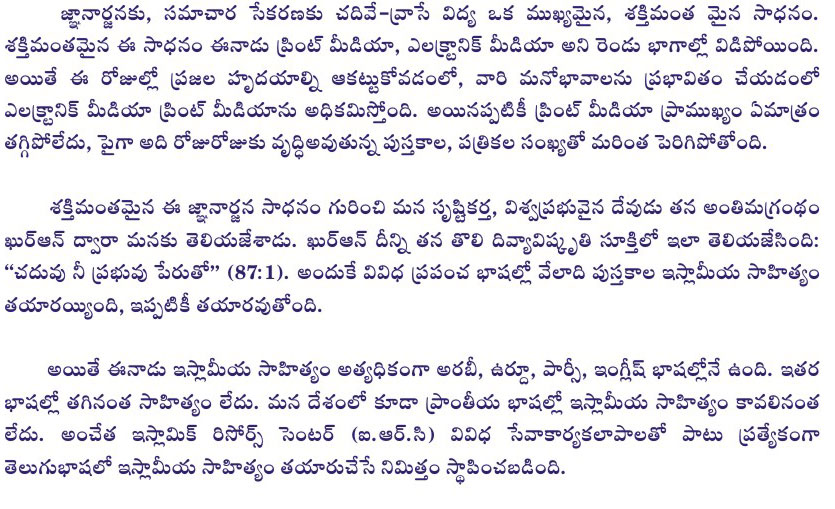 జ్ఞానార్జనకు, సమాచార సేకరణకు చదివే-వ్రాసే విద్య ఒక ముఖ్యమైన, శక్తిమంత మైన సాధనం.
శక్తిమంతమైన ఈ సాధనం ఈనాడు ప్రింట్ మీడియా, ఎలక్ట్రానిక్ మీడియా అని రెండు భాగాల్లో విడిపోయింది.
అయితే ఈ రోజుల్లో ప్రజల హృదయాల్ని ఆకట్టుకోవడంలో, వారి మనోభావాలను ప్రభావితం చేయడంలో
ఎలక్ట్రానిక్ మీడియా ప్రింట్ మీడియాను అధికమిస్తోంది. అయినప్పటికీ ప్రింట్ మీడియా ప్రాముఖ్యం ఏమాత్రం
తగ్గిపోలేదు, పైగా అది రోజురోజుకు వృద్ధిఅవుతున్న పుస్తకాల, పత్రికల సంఖ్యతో మరింత పెరిగిపోతోంది.
శక్తిమంతమైన ఈ జ్ఞానార్జన సాధనం గురించి మన సృష్టికర్త, విశ్వప్రభువైన దేవుడు తన అంతిమగ్రంథం
ఖుర్ఆన్ ద్వారా మనకు తెలియజేశాడు. ఖుర్ఆన్ దీన్ని తన తొలి దివ్యావిష్కృతి సూక్తిలో ఇలా తెలియజేసింది:
“చదువు నీ ప్రభువు పేరుతో” (87:1). అందుకే వివిధ ప్రపంచ భాషల్లో వేలాది పుస్తకాల ఇస్లామీయ సాహిత్యం
తయారయ్యింది, ఇప్పటికీ తయారవుతోంది.
అయితే ఈనాడు ఇస్లామీయ సాహిత్యం అత్యధికంగా అరబీ, ఉర్దూ, పార్సీ, ఇంగ్లీష్ భాషల్లోనే ఉంది. ఇతర
భాషల్లో తగినంత సాహిత్యం లేదు. మన దేశంలో కూడా ప్రాంతీయ భాషల్లో ఇస్లామీయ సాహిత్యం కావలినంత
లేదు. అంచేత ఇస్లామిక్ రిసోర్స్ సెంటర్ (ఐ.ఆర్.సి) వివిధ సేవాకార్యకలాపాలతో పాటు ప్రత్యేకంగా
తెలుగుభాషలో ఇస్లామీయ సాహిత్యం తయారుచేసే నిమిత్తం స్థాపించబడింది.